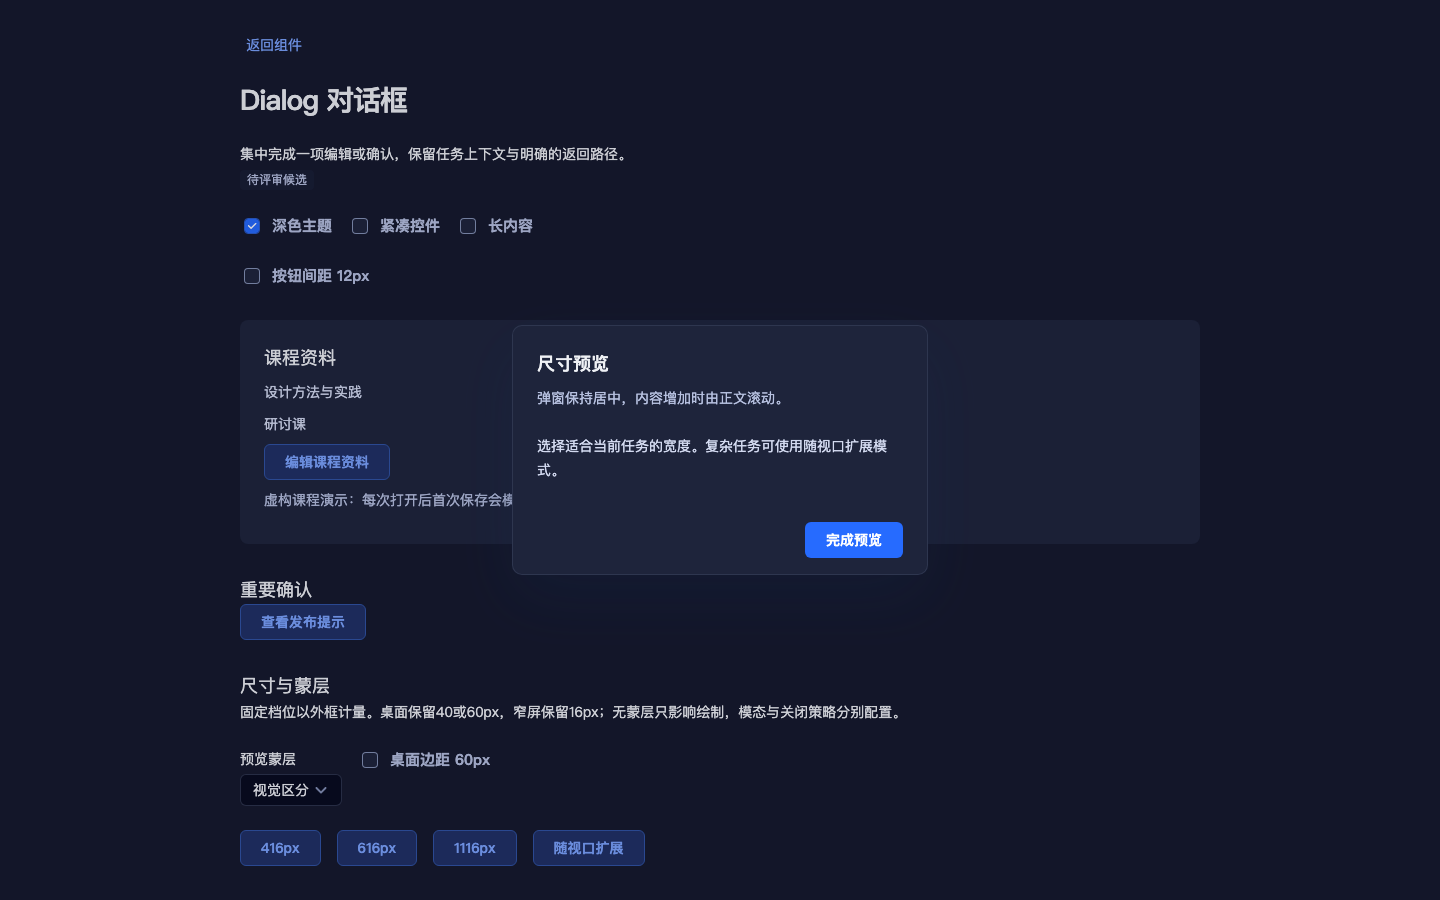 返回组件
Dialog 对话框
集中完成一项编辑或确认，保留任务上下文与明确的返回路径。
待评审候选
深色主题
紧凑控件
长内容
按钮间距 12px
课程资料
设计方法与实践
研讨课
编辑课程资料
虚构课程演示：每次打开后首次保存会模
尺寸预览
弹窗保持居中，内容增加时由正文滚动。
选择适合当前任务的宽度。复杂任务可使用随视口扩展模
式。
完成预览
重要确认
查看发布提示
尺寸与蒙层
固定档位以外框计量。桌面保留40或60px，窄屏保留16px；无蒙层只影响绘制，模态与关闭策略分别配置。
预览蒙层
桌面边距 60px
视觉区分
416px
616px
1116px
随视口扩展